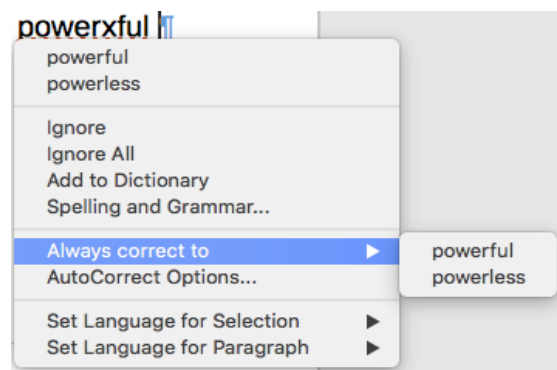 powerxful ¶
powerful
powerless
Ignore
Ignore All
Add to Dictionary
Spelling and Grammar...
Always correct to
powerful
powerless
AutoCorrect Options...
Set Language for Selection
Set Language for Paragraph